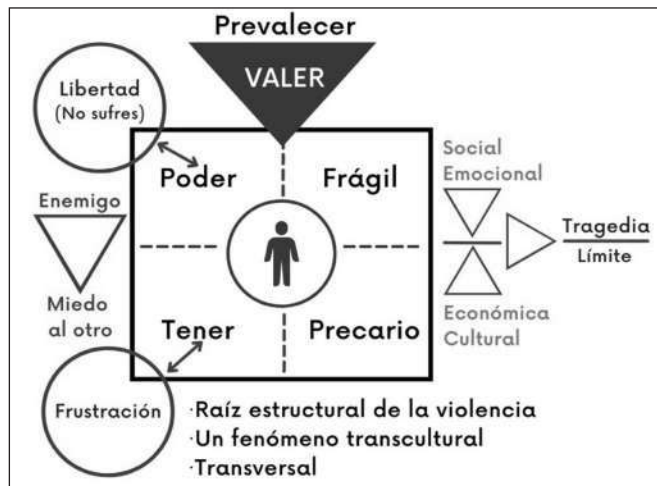 Prevalecer
VALER
Libertad
(No sufres)
Poder
Frágil
Social
Emocional
Enemigo
Tragedia
Límite
Miedo
al otro
Tener
Precario
Económica
Cultural
Frustración
·Raíz estructural de la violencia
·Un fenómeno transcultural
·Transversal